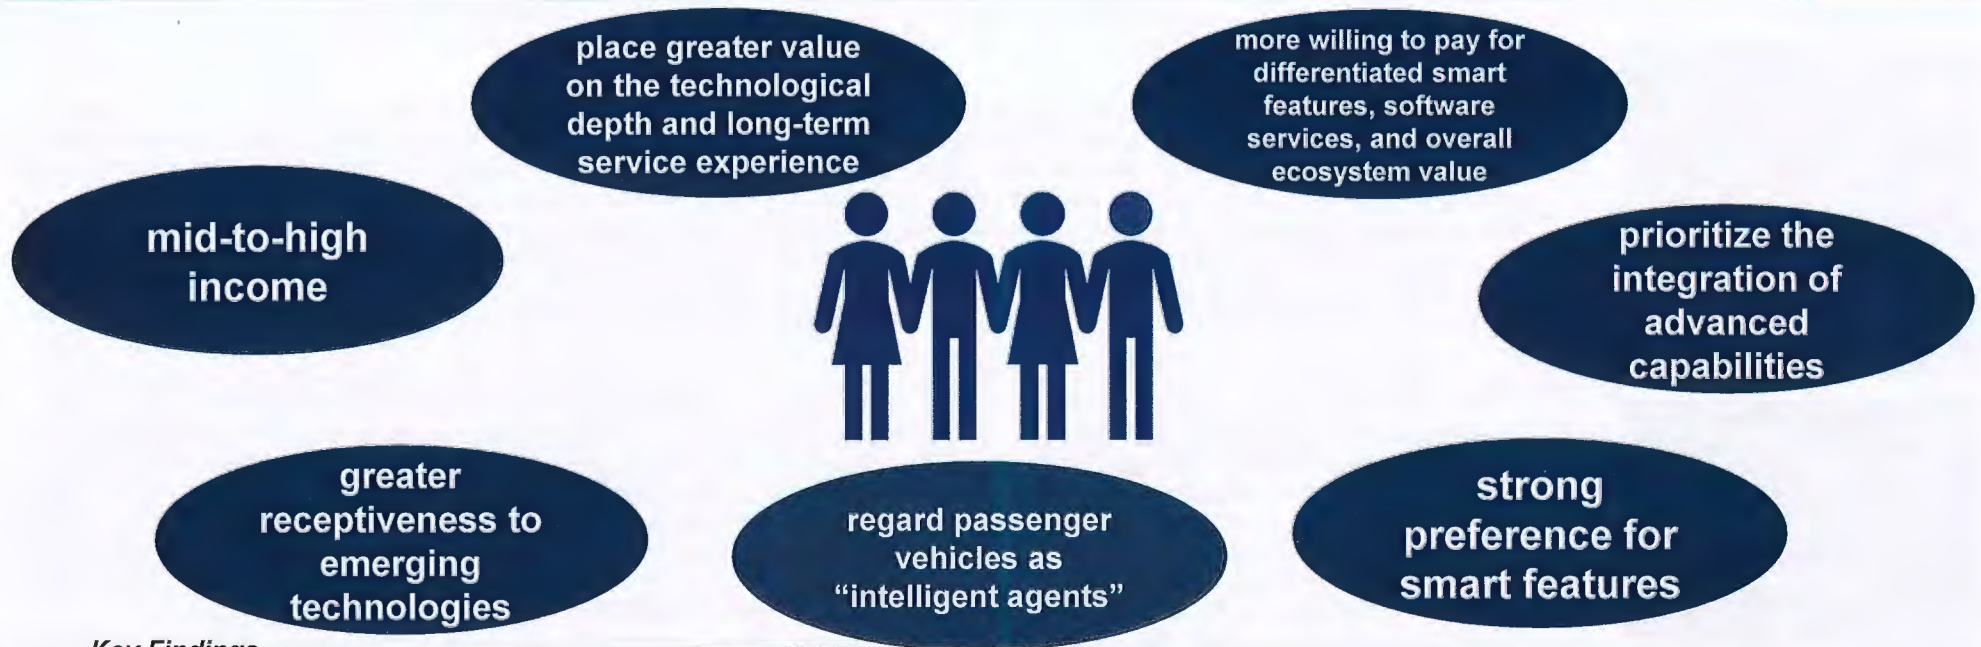 place greater value
on the technological
depth and long-term
service experience
more willing to pay for
differentiated smart
features, software
services, and overall
ecosystem value
mid-to-high
income
prioritize the
integration of
advanced
capabilities
greater
receptiveness to
emerging
technologies
regard passenger
vehicles as
“intelligent agents”
strong
preference for
smart features
Key Findings